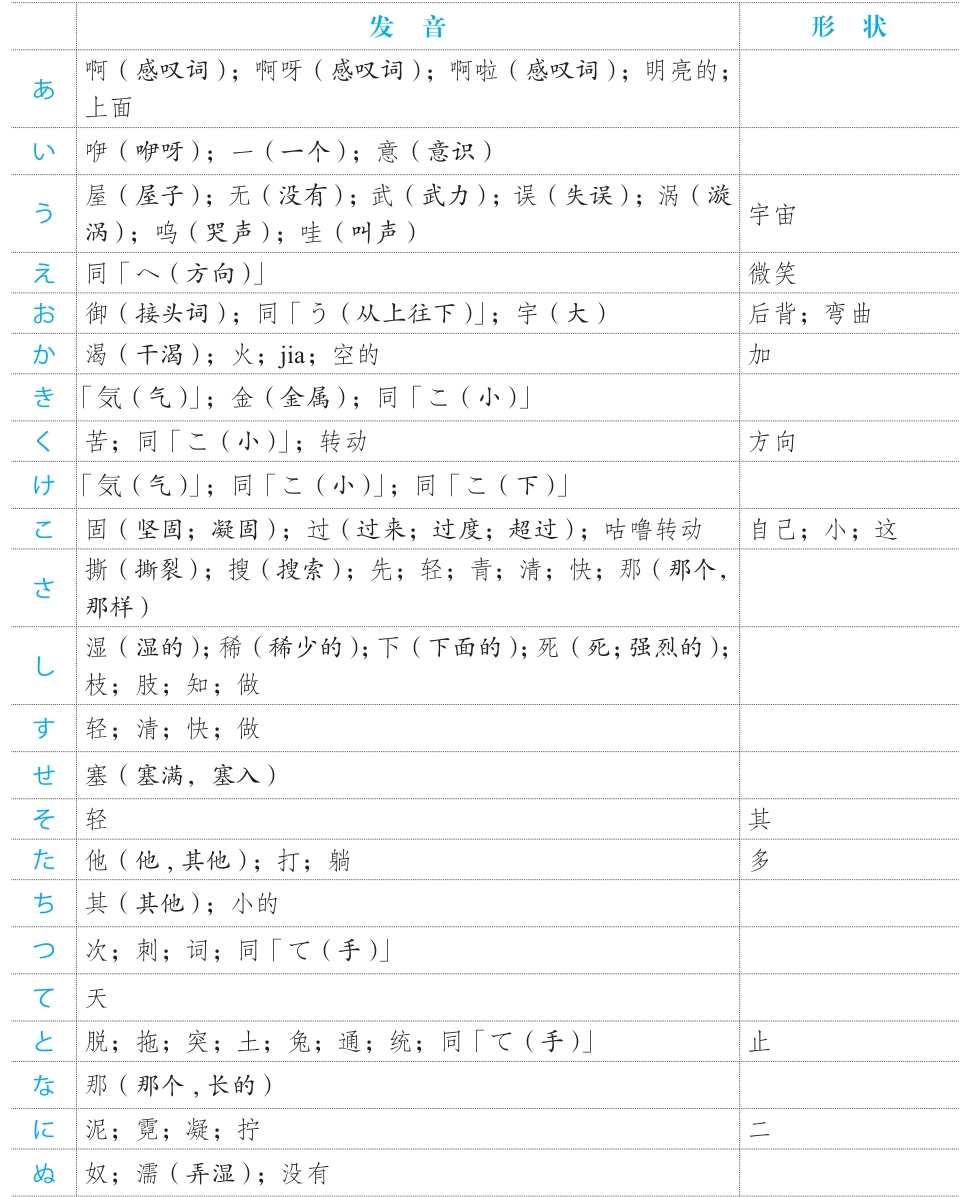 发 音 形 状
あ 啊（感叹词）；啊呀（感叹词）；啊啦（感叹词）；明亮的；
上面
い 咿（咿呀）；一（一个）；意（意识）
う 屋（屋子）；无（没有）；武（武力）；误（失误）；涡（漩 宇宙
涡）；呜（哭声）；哇（叫声）
え 同「へ（方向）」 微笑
お 御（接头词）；同「う（从上往下）」；宇（大） 后背；弯曲
か 渴（干渴）；火；jia；空的 加
き 「気（气）」；金（金属）；同「こ（小）」
く 苦；同「こ（小）」；转动 方向
け 「気（气）」；同「こ（小）」；同「こ（下）」
こ 固（坚固；凝固）；过（过来；过度；超过）；咕噜转动 自己；小；这
さ 撕（撕裂）；搜（搜索）；先；轻；青；清；快；那（那个，
那样）
し 湿（湿的）；稀（稀少的）；下（下面的）；死（死；强烈的）；
枝；肢；知；做
す 轻；清；快；做
せ 塞（塞满，塞入）
そ 轻 其
た 他（他，其他）；打；躺 多
ち 其（其他）；小的
つ 次；刺；词；同「て（手）」
て 天
と 脱；拖；突；土；兔；通；统；同「て（手）」 止
な 那（那个，长的）
に 泥；霓；凝；拧 二
ぬ 奴；濡（弄湿）；没有